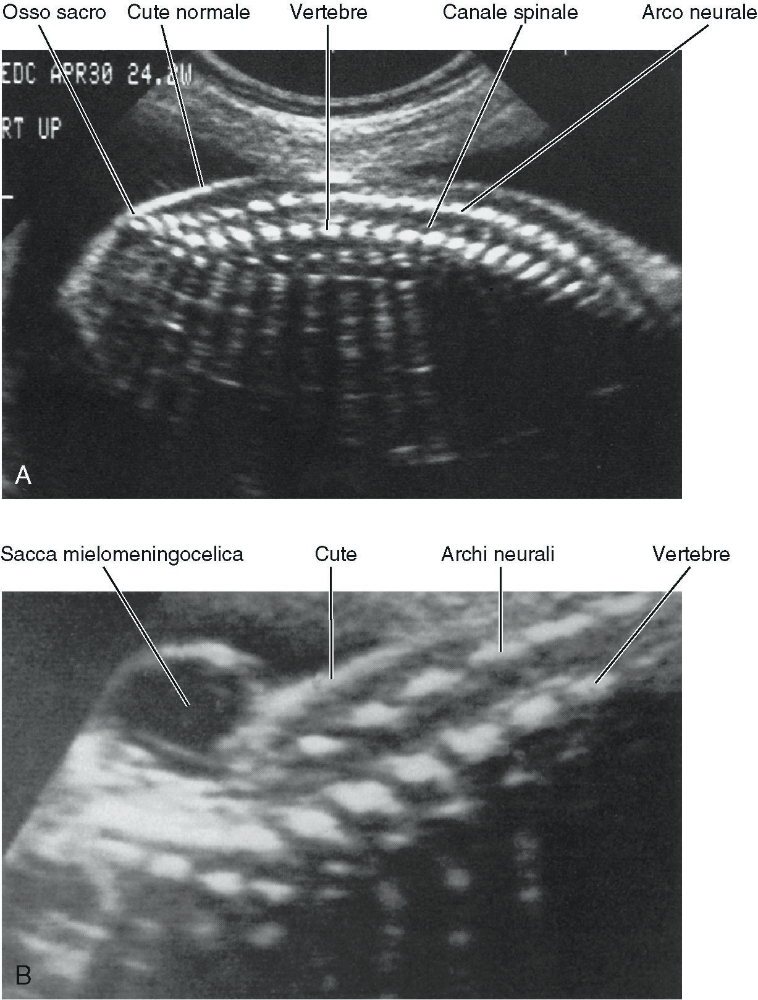 Osso sacro Cute normale Vertebre Canale spinale Arco neurale
EDC APR30 24.2W
RT UP
A
Sacca mielomeningocelica Cute Archi neurali Vertebre
B